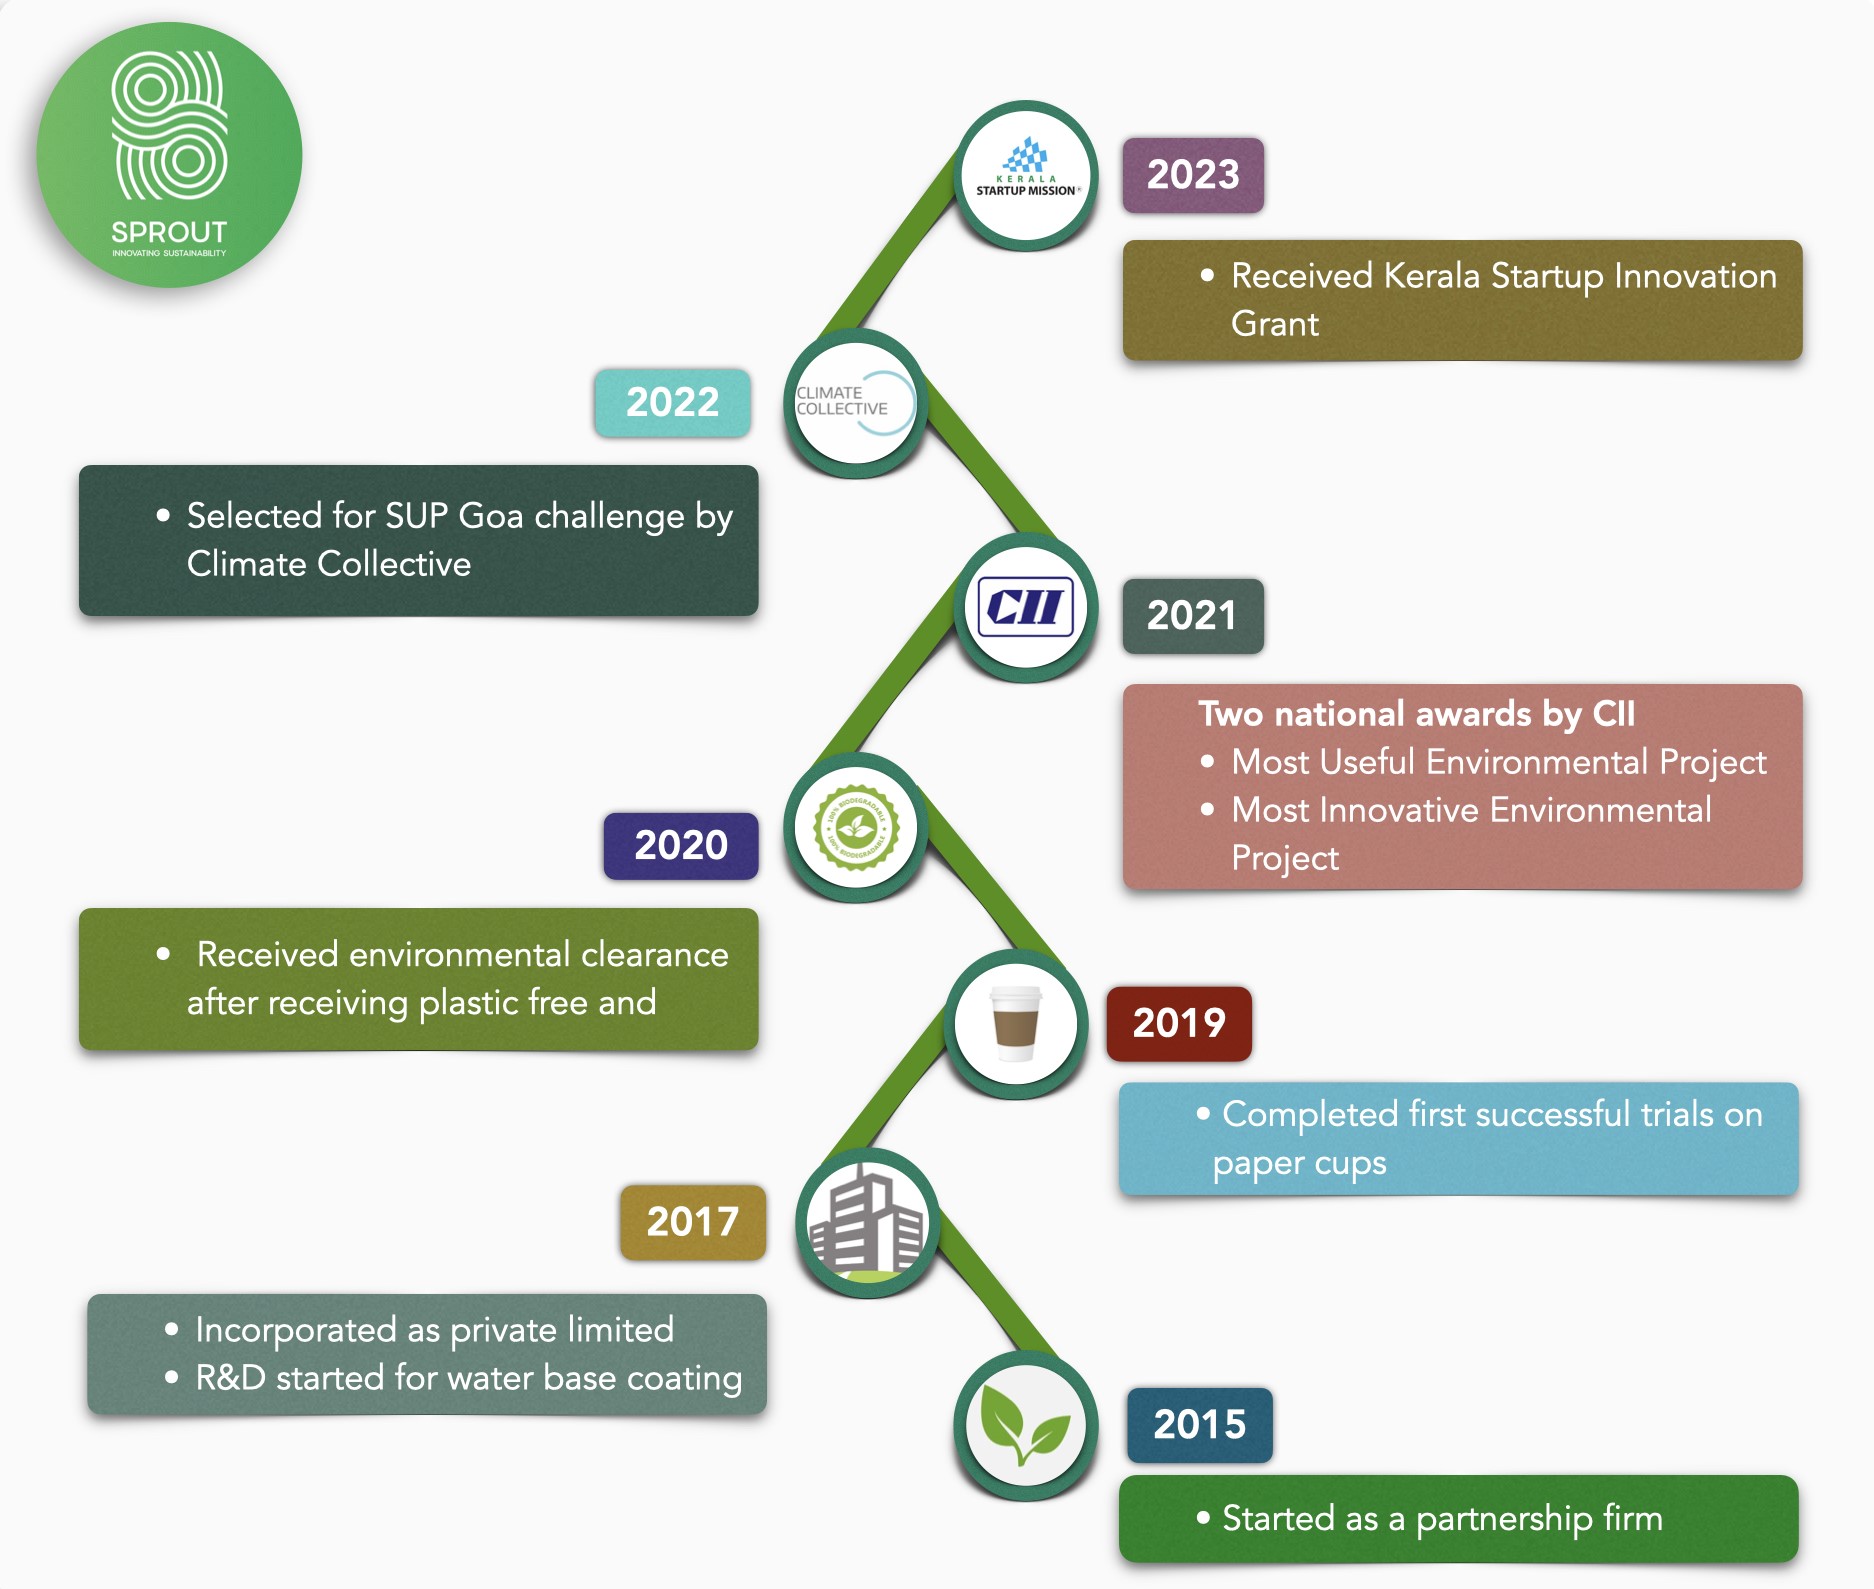 SPROUT
INNOVATING SUSTAINABILITY
KERALA
STARTUP MISSION
2023
• Received Kerala Startup Innovation
Grant
CLIMATE
COLLECTIVE
2022
• Selected for SUP Goa challenge by
Climate Collective
CII
2021
Two national awards by CII
• Most Useful Environmental Project
• Most Innovative Environmental
Project
100% BIODEGRADABLE
100% BIODEGRADABLE
2020
• Received environmental clearance
after receiving plastic free and
2019
• Completed first successful trials on
paper cups
2017
• Incorporated as private limited
• R&D started for water base coating
2015
• Started as a partnership firm